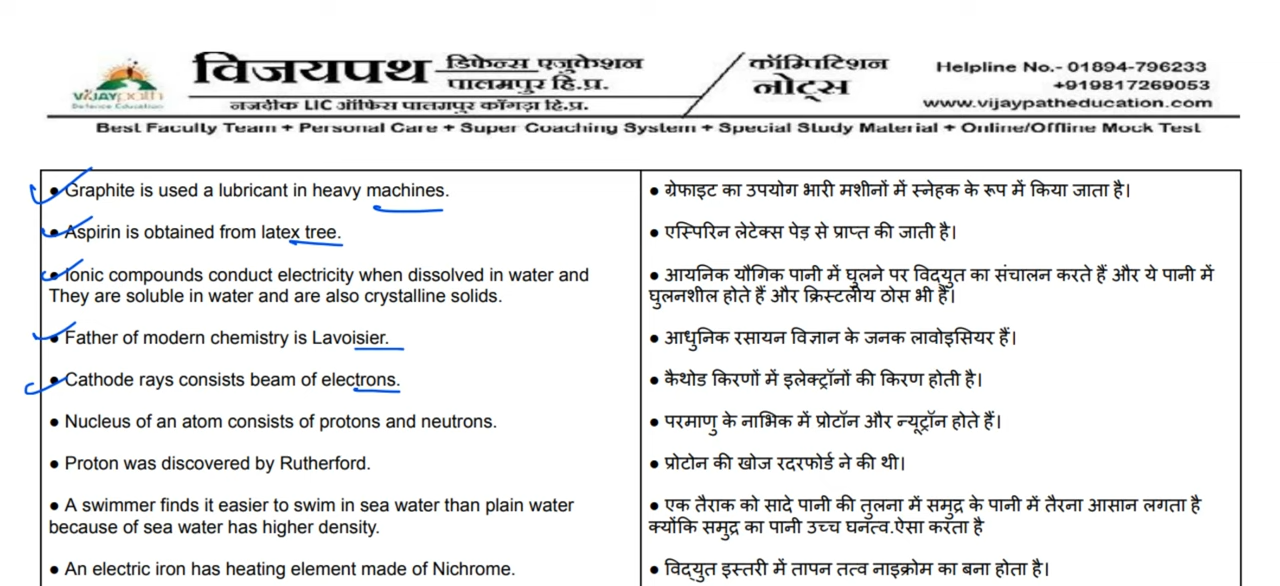 VIJAYpath
Defence Education
विजयपथ डिफेन्स एजुकेशन
पालमपुर हि.प्र.
नजदीक LIC ऑफिस पालमपुर काँगड़ा हि.प्र.
कॉम्पिटिशन
नोट्स
Helpline No.- 01894-796233
+919817269053
www.vijaypatheducation.com
Best Faculty Team + Personal Care + Super Coaching System + Special Study Material + Online/Offline Mock Test
● Graphite is used a lubricant in heavy machines.
● ग्रेफाइट का उपयोग भारी मशीनों में स्नेहक के रूप में किया जाता है।
● Aspirin is obtained from latex tree.
● एस्पिरिन लेटेक्स पेड़ से प्राप्त की जाती है।
● Ionic compounds conduct electricity when dissolved in water and
They are soluble in water and are also crystalline solids.
● आयनिक यौगिक पानी में घुलने पर विद्युत का संचालन करते हैं और ये पानी में
घुलनशील होते हैं और क्रिस्टलीय ठोस भी हैं।
● Father of modern chemistry is Lavoisier.
● आधुनिक रसायन विज्ञान के जनक लावोइसियर हैं।
● Cathode rays consists beam of electrons.
● कैथोड किरणों में इलेक्ट्रॉनों की किरण होती है।
● Nucleus of an atom consists of protons and neutrons.
● परमाणु के नाभिक में प्रोटॉन और न्यूट्रॉन होते हैं।
● Proton was discovered by Rutherford.
● प्रोटोन की खोज रदरफोर्ड ने की थी।
● A swimmer finds it easier to swim in sea water than plain water
because of sea water has higher density.
● एक तैराक को सादे पानी की तुलना में समुद्र के पानी में तैरना आसान लगता है
क्योंकि समुद्र का पानी उच्च घनत्व.ऐसा करता है
● An electric iron has heating element made of Nichrome.
● विद्युत इस्तरी में तापन तत्व नाइक्रोम का बना होता है।